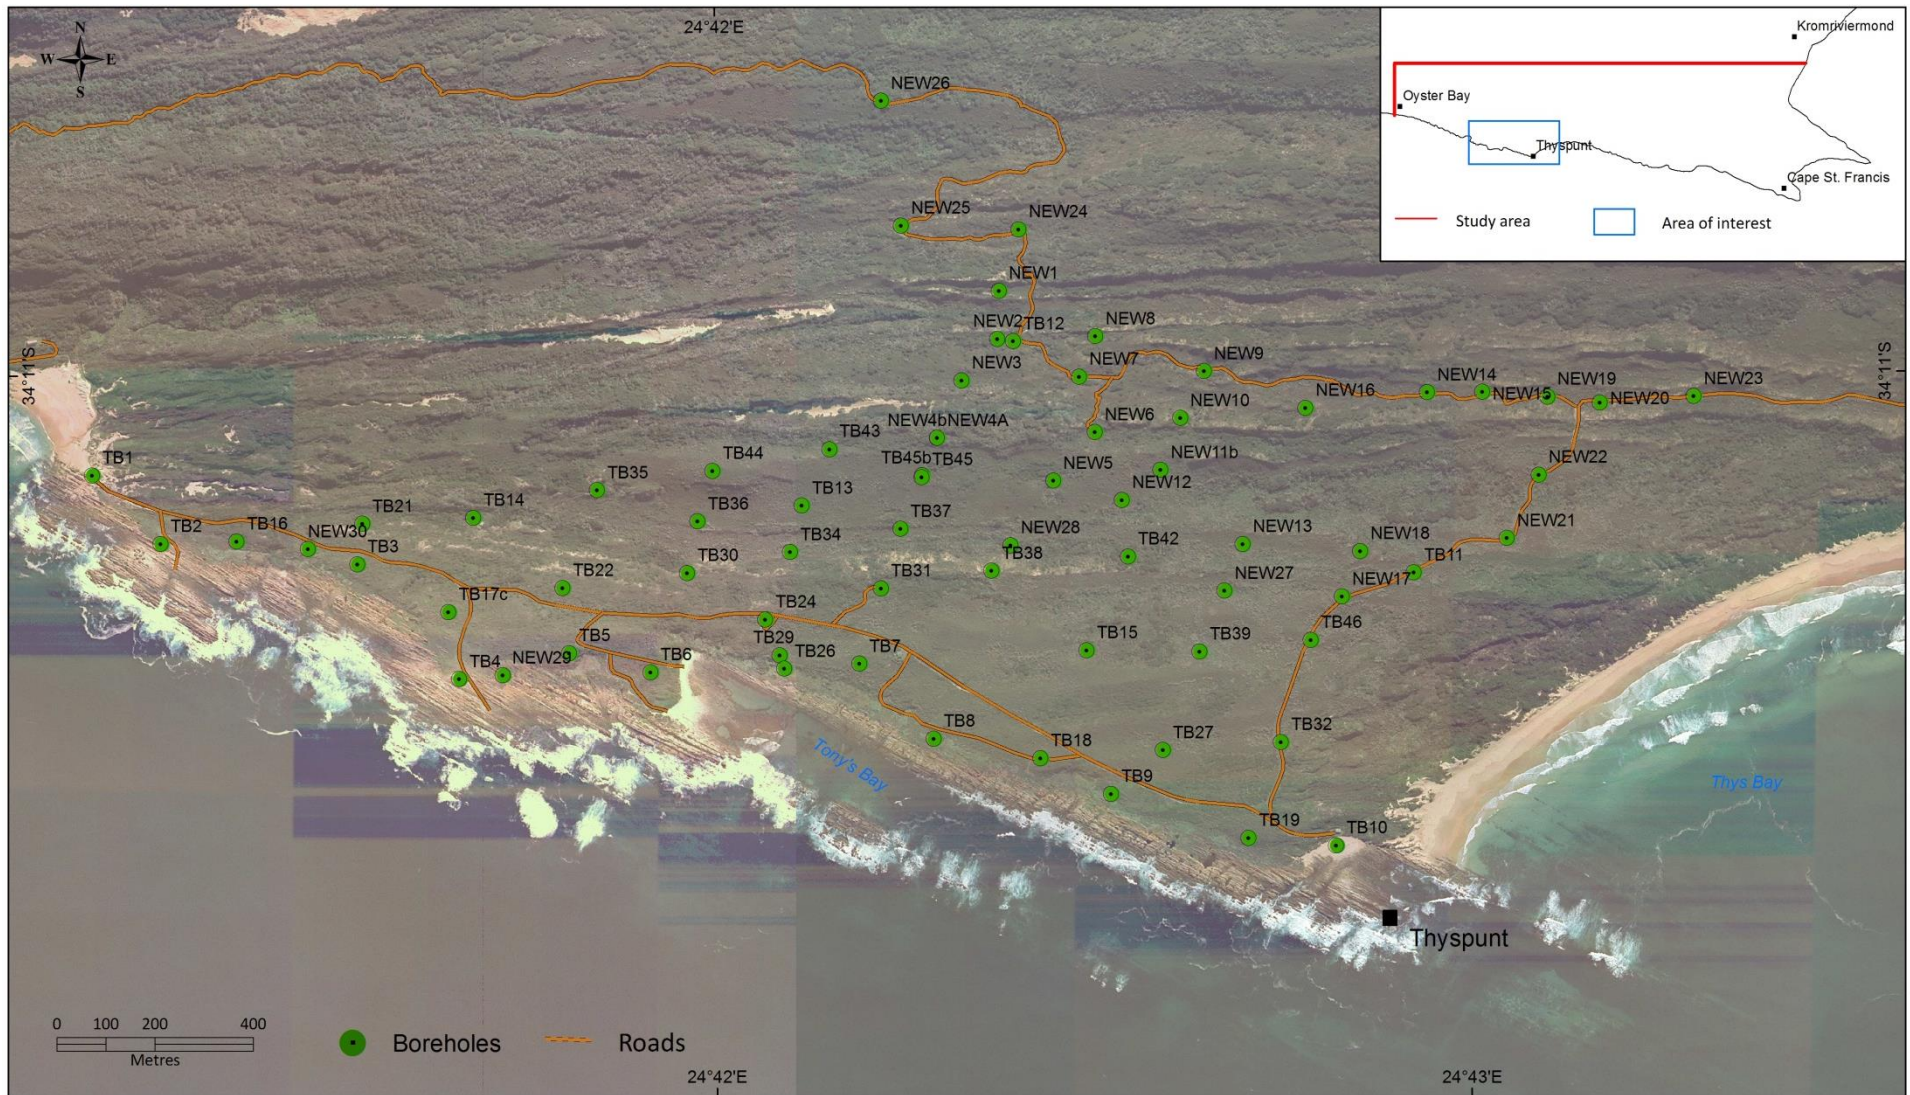 24°42'E
N
W E
S
Kromriviermond
Oyster Bay
Thyspunt
Cape St. Francis
Study area
Area of interest
NEW26
NEW25
NEW24
NEW1
NEW2
TB12
NEW8
NEW3
NEW7
NEW9
34°11'S
34°11'S
NEW14
NEW15
NEW19
NEW20
NEW23
NEW16
NEW10
NEW6
NEW4b
NEW4A
TB43
TB44
TB45b
TB45
NEW5
NEW11b
NEW12
NEW22
TB1
TB35
TB14
TB21
TB13
TB36
TB37
TB2
TB16
NEW30
TB3
TB34
NEW28
TB38
TB42
NEW13
NEW18
NEW21
TB11
TB30
TB22
TB31
NEW27
NEW17
TB17c
TB24
TB46
TB5
TB29
TB26
TB7
TB15
TB39
TB4
NEW29
TB6
TB8
TB18
TB27
TB32
Tony's Bay
Thys Bay
TB9
TB19
TB10
Thyspunt
0 100 200 400
Metres
Boreholes
Roads
24°42'E
24°43'E